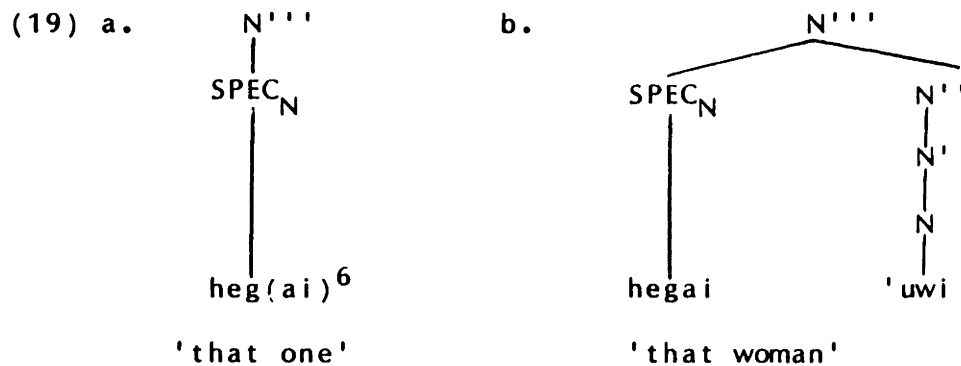 (19) a. N''' b. N'''
SPEC_N SPEC_N N''
N'
N
heg(ai)^6 hegai 'uwi
'that one' 'that woman'